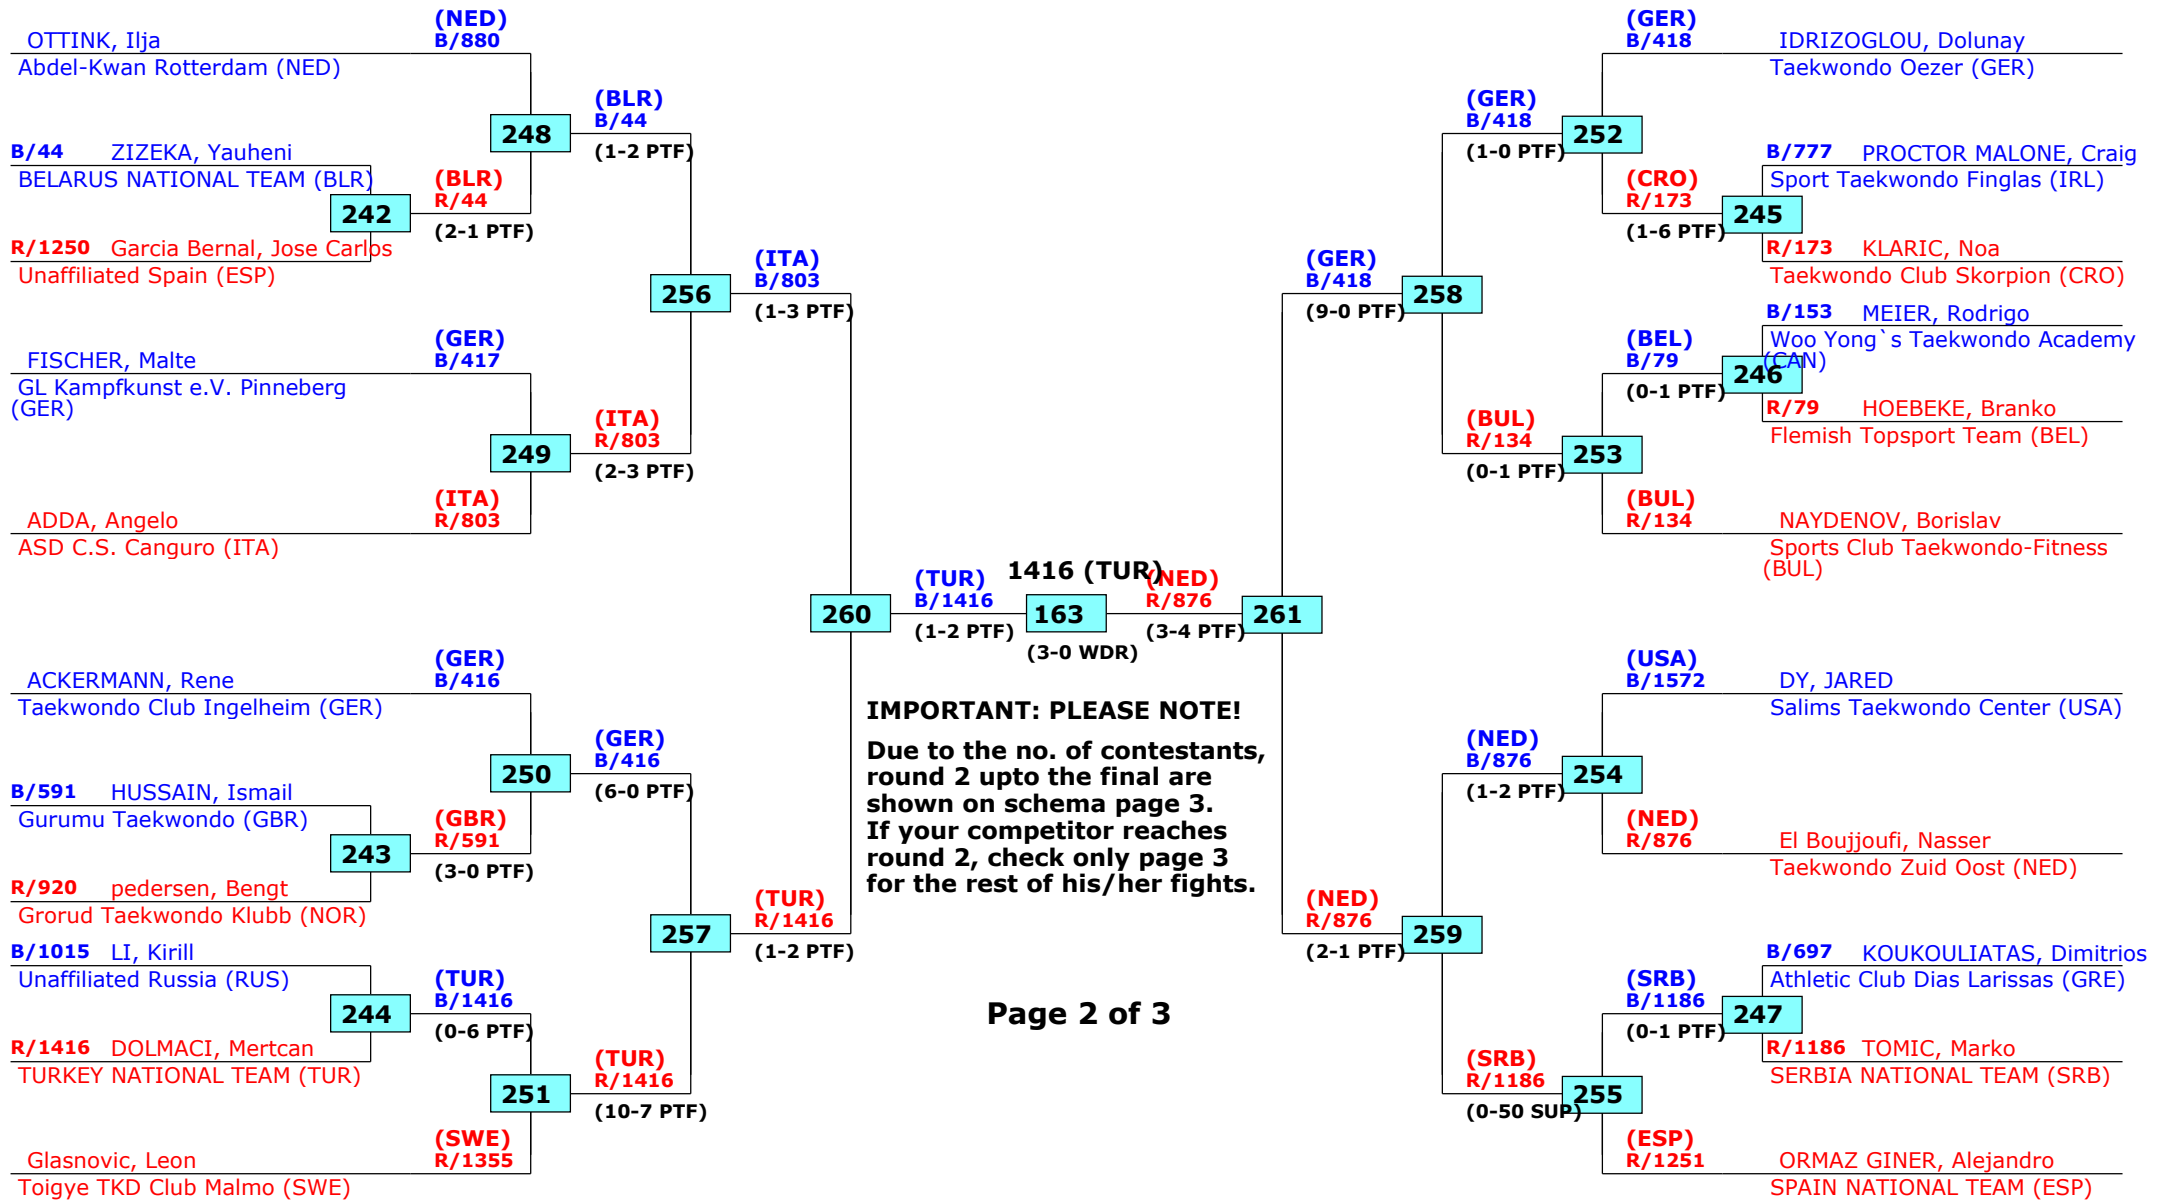 (NED)
B/880
OTTINK, Ilja
Abdel-Kwan Rotterdam (NED)
248
(BLR)
B/44
(1-2 PTF)
B/44 ZIZEKA, Yauheni
BELARUS NATIONAL TEAM (BLR)
242
(BLR)
R/44
(2-1 PTF)
R/1250 Garcia Bernal, Jose Carlos
Unaffiliated Spain (ESP)
256
(ITA)
B/803
(1-3 PTF)
(GER)
B/417
FISCHER, Malte
GL Kampfkunst e.V. Pinneberg
(GER)
249
(ITA)
R/803
(2-3 PTF)
(ITA)
R/803
ADDA, Angelo
ASD C.S. Canguro (ITA)
260
(TUR)
B/1416
(1-2 PTF)
(GER)
B/416
ACKERMANN, Rene
Taekwondo Club Ingelheim (GER)
250
(GER)
B/416
(6-0 PTF)
B/591 HUSSAIN, Ismail
Gurumu Taekwondo (GBR)
243
(GBR)
R/591
(3-0 PTF)
R/920 pedersen, Bengt
Grorud Taekwondo Klubb (NOR)
257
(TUR)
R/1416
(1-2 PTF)
B/1015 LI, Kirill
Unaffiliated Russia (RUS)
244
(TUR)
B/1416
(0-6 PTF)
R/1416 DOLMACI, Mertcan
TURKEY NATIONAL TEAM (TUR)
251
(TUR)
R/1416
(10-7 PTF)
(SWE)
R/1355
Glasnovic, Leon
Toigye TKD Club Malmo (SWE)
1416 (TUR)
163
(3-0 WDR)
IMPORTANT: PLEASE NOTE!
Due to the no. of contestants,
round 2 upto the final are
shown on schema page 3.
If your competitor reaches
round 2, check only page 3
for the rest of his/her fights.
Page 2 of 3
(NED)
R/876
(3-4 PTF)
261
(GER)
B/418
IDRIZOGLOU, Dolunay
Taekwondo Oezer (GER)
(GER)
B/418
(1-0 PTF)
252
B/777 PROCTOR MALONE, Craig
Sport Taekwondo Finglas (IRL)
(CRO)
R/173
(1-6 PTF)
245
R/173 KLARIC, Noa
Taekwondo Club Skorpion (CRO)
(GER)
B/418
(9-0 PTF)
258
B/153 MEIER, Rodrigo
Woo Yong`s Taekwondo Academy
(CAN)
(BEL)
B/79
(0-1 PTF)
246
R/79 HOEBEKE, Branko
Flemish Topsport Team (BEL)
(BUL)
R/134
(0-1 PTF)
253
(BUL)
R/134
NAYDENOV, Borislav
Sports Club Taekwondo-Fitness
(BUL)
(USA)
B/1572
DY, JARED
Salims Taekwondo Center (USA)
(NED)
B/876
(1-2 PTF)
254
(NED)
R/876
El Boujjoufi, Nasser
Taekwondo Zuid Oost (NED)
(NED)
R/876
(2-1 PTF)
259
B/697 KOUKOULIATAS, Dimitrios
Athletic Club Dias Larissas (GRE)
(SRB)
B/1186
(0-1 PTF)
247
R/1186 TOMIC, Marko
SERBIA NATIONAL TEAM (SRB)
(SRB)
R/1186
(0-50 SUP)
255
(ESP)
R/1251
ORMAZ GINER, Alejandro
SPAIN NATIONAL TEAM (ESP)